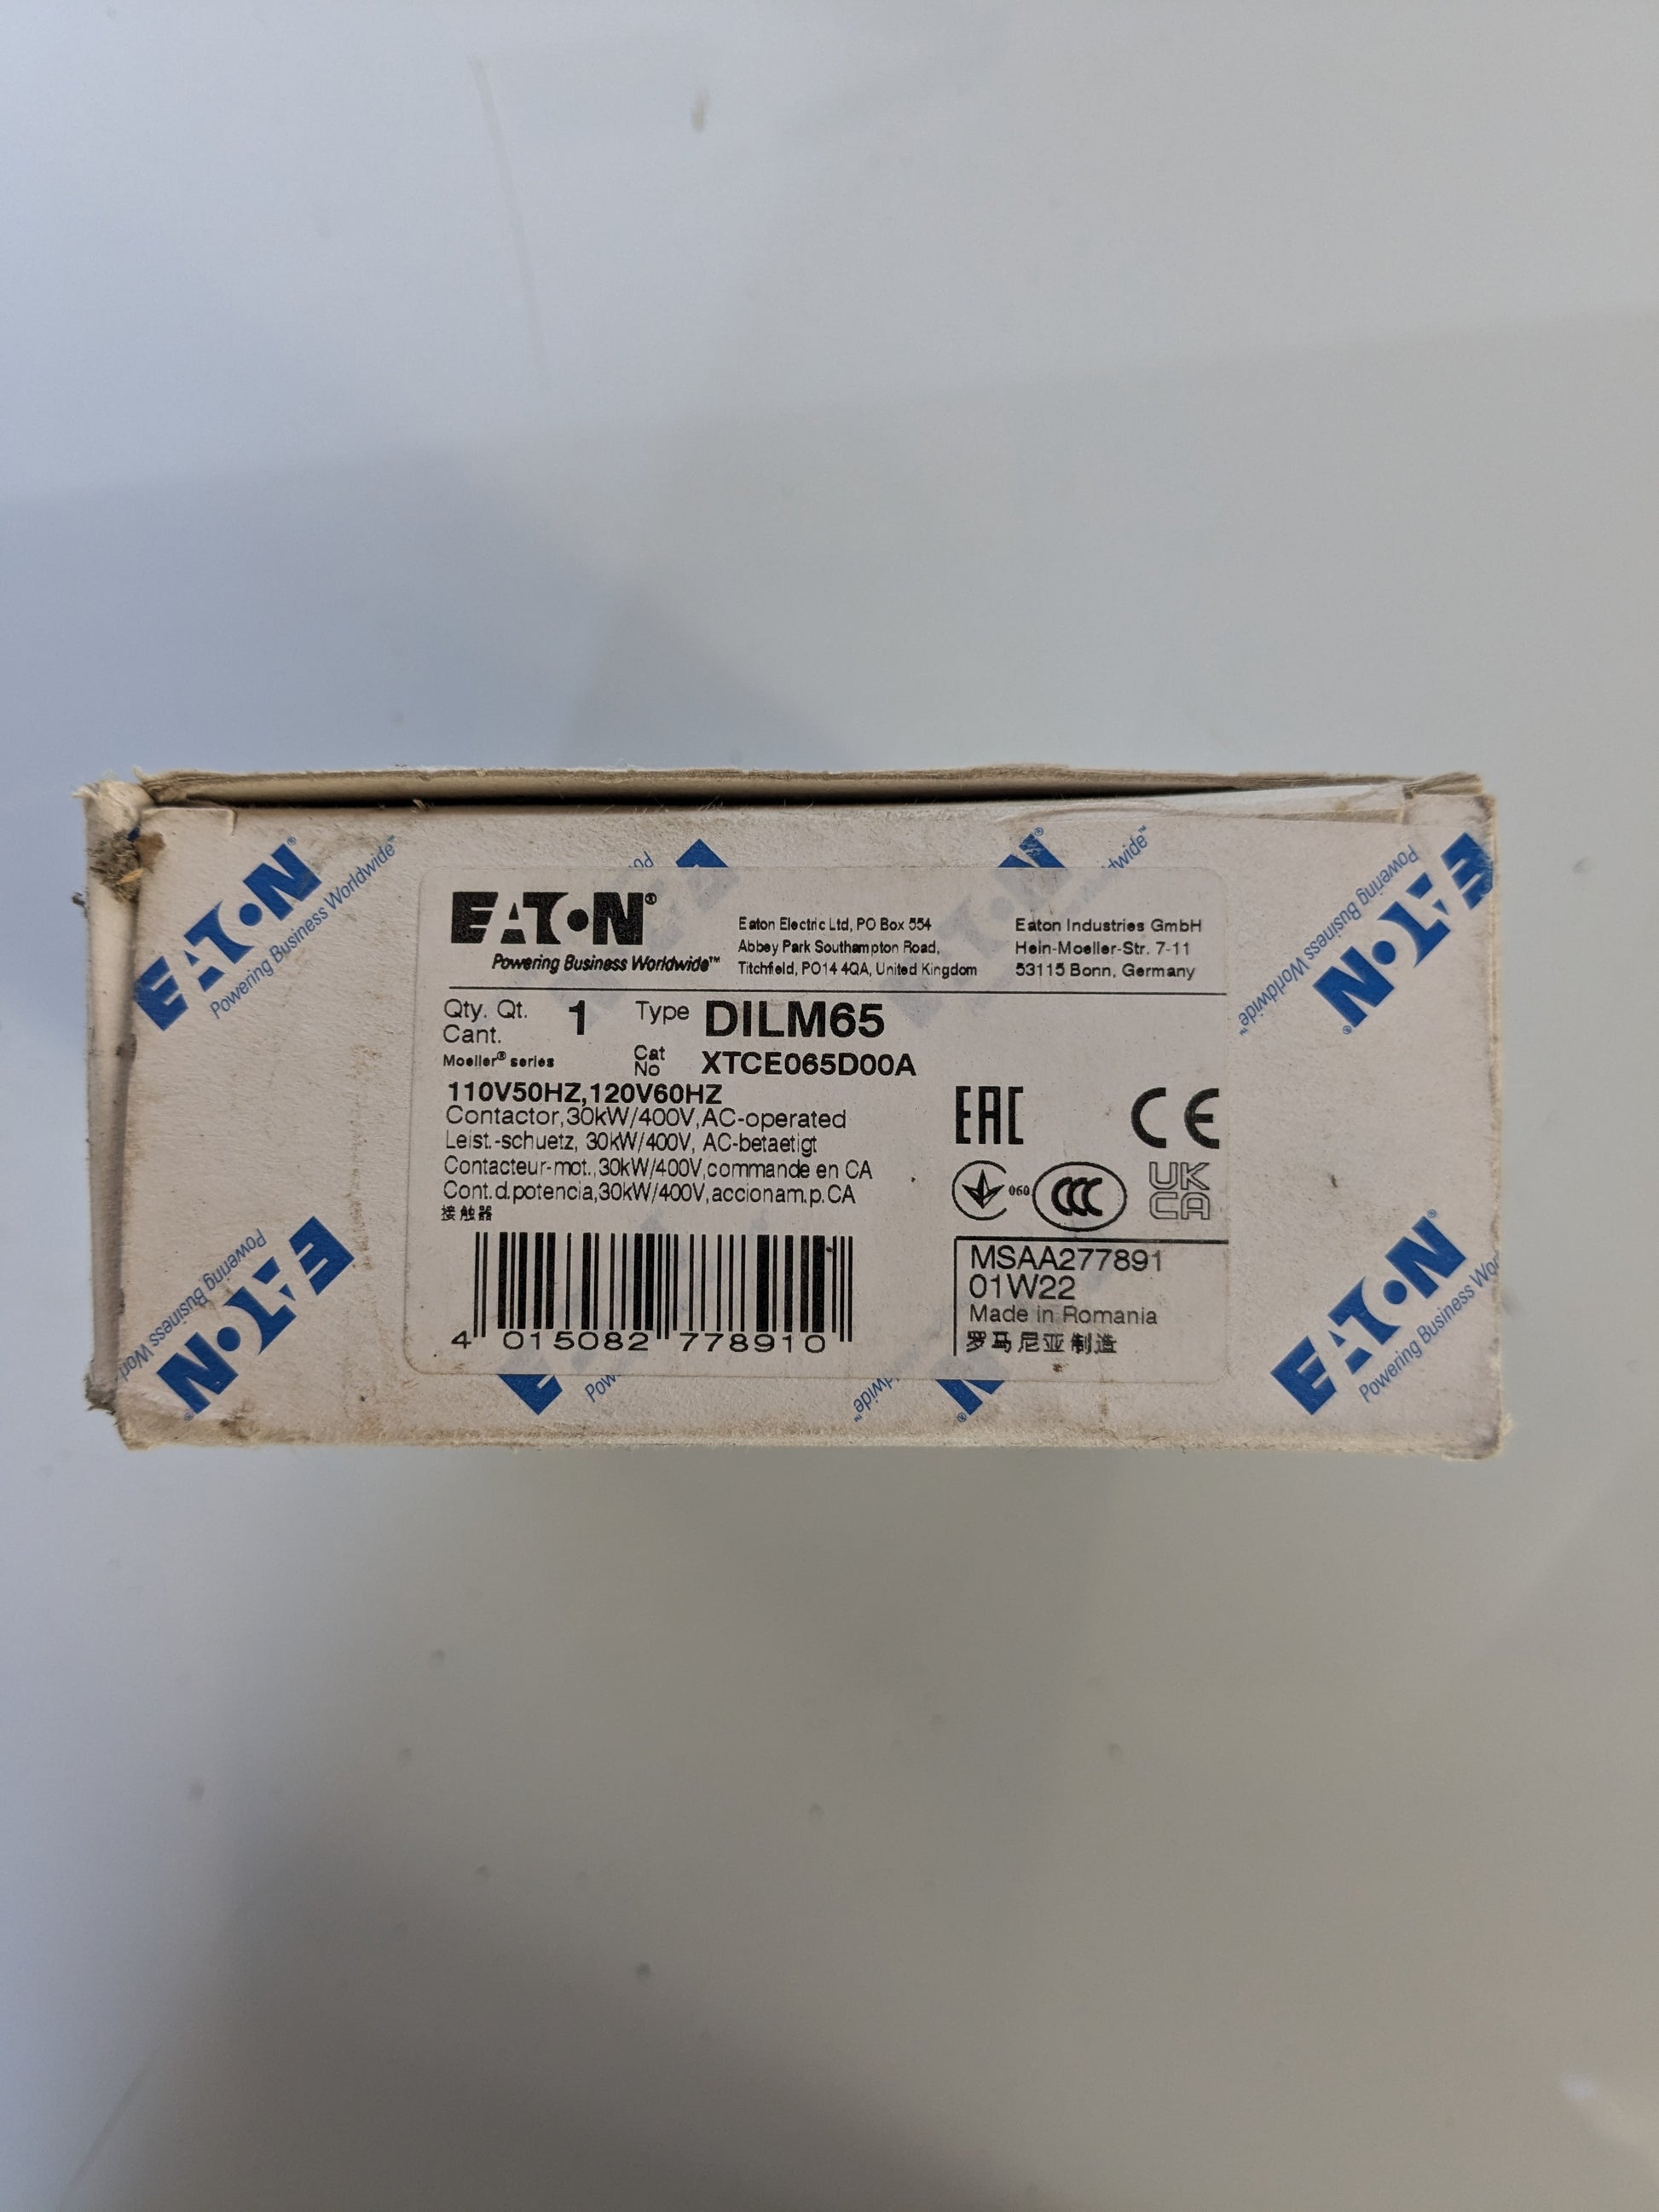 EATON®
Powering Business Worldwide™
EATON®
Powering Business Worldwide™
EATON®
Powering Business Worldwide™
Eaton Electric Ltd, PO Box 554
Abbey Park Southampton Road,
Titchfield, PO14 4QA, United Kingdom
Eaton Industries GmbH
Hein-Moeller-Str. 7-11
53115 Bonn, Germany
Qty. Qt. 1 Type DILM65
Cant.
Moeller® series Cat No XTCE065D00A
110V50HZ,120V60HZ
Contactor,30kW/400V,AC-operated
Leist.-schuetz, 30kW/400V, AC-betaetigt
Contacteur-mot.,30kW/400V,commande en CA
Cont.d.potencia,30kW/400V,accionam.p.CA
接触器
EAC CE
060 CCC UK
CA
4 015082 778910
MSAA277891
01W22
Made in Romania
罗马尼亚制造
EATON®
Powering Business
EATON®
Powering Business